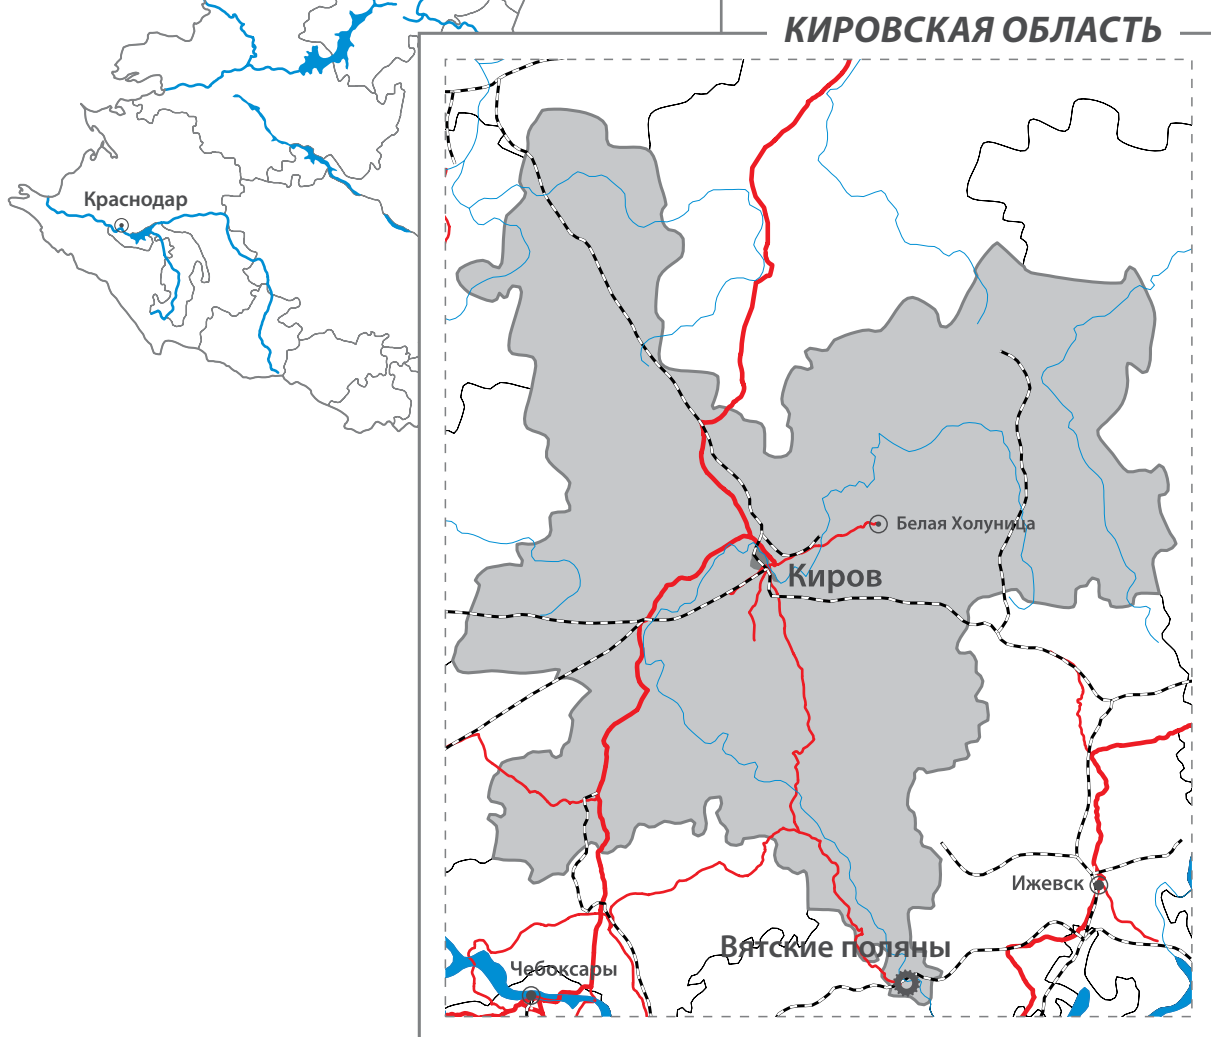 КИРОВСКАЯ ОБЛАСТЬ
Краснодар
Белая Холуница
Киров
Ижевск
Вятские поляны
Чебоксары